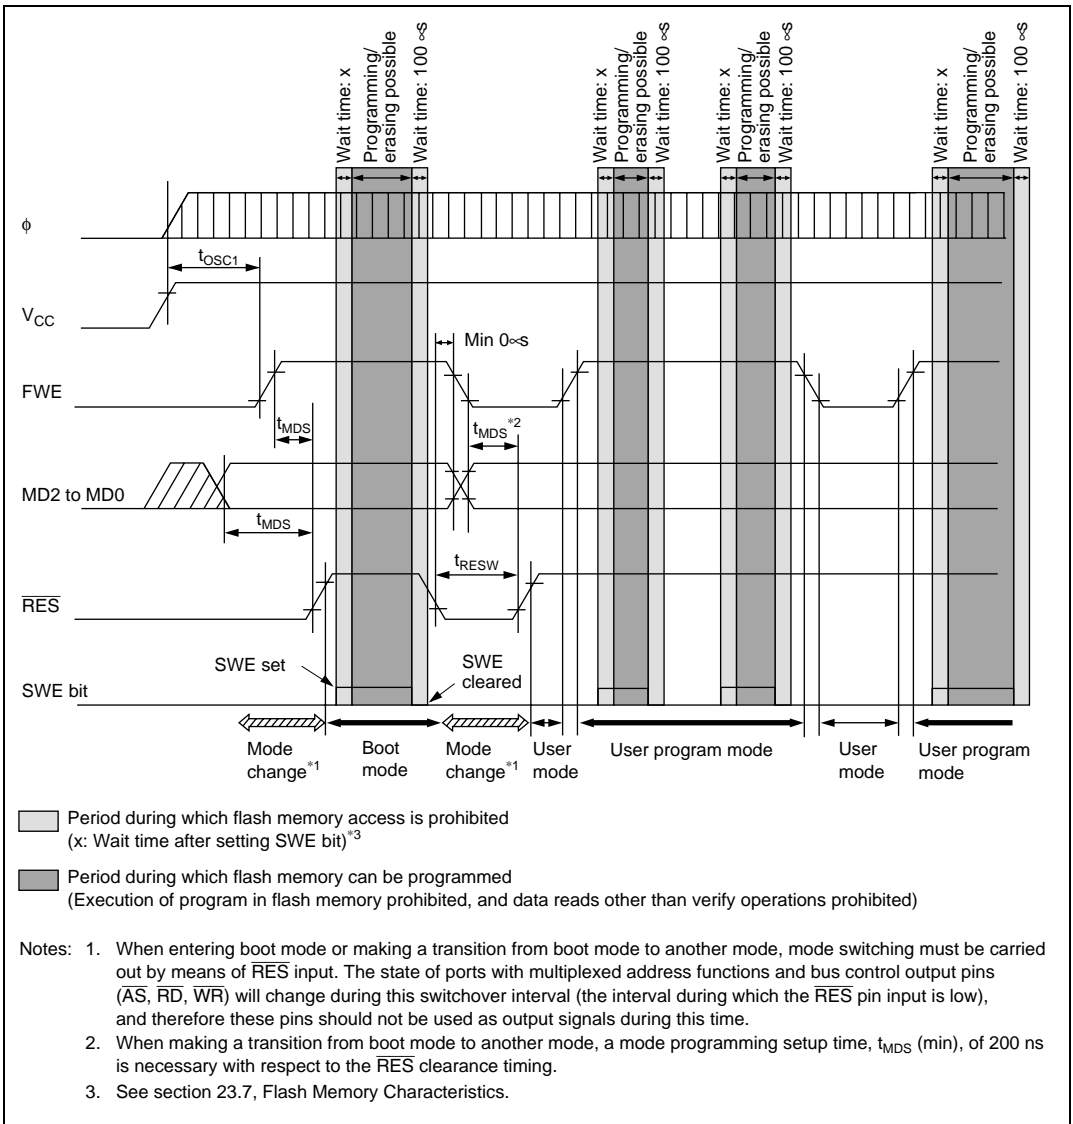 Wait time: x
Programming/
erasing possible
Wait time: 100 ∝s
Wait time: x
Programming/
erasing possible
Wait time: 100 ∝s
Wait time: x
Programming/
erasing possible
Wait time: 100 ∝s
Wait time: x
Programming/
erasing possible
Wait time: 100 ∝s
ϕ
tOSC1
VCC
Min 0∝s
FWE
tMDS
tMDS*2
MD2 to MD0
tMDS
tRESW
R̅E̅S̅
SWE set
SWE
cleared
SWE bit
Mode
change*1
Boot
mode
Mode
change*1
User
mode
User program mode
User
mode
User program
mode
Period during which flash memory access is prohibited
(x: Wait time after setting SWE bit)*3
Period during which flash memory can be programmed
(Execution of program in flash memory prohibited, and data reads other than verify operations prohibited)
Notes: 1. When entering boot mode or making a transition from boot mode to another mode, mode switching must be carried
out by means of R̅E̅S̅ input. The state of ports with multiplexed address functions and bus control output pins
(A̅S̅, R̅D̅, W̅R̅) will change during this switchover interval (the interval during which the R̅E̅S̅ pin input is low),
and therefore these pins should not be used as output signals during this time.
2. When making a transition from boot mode to another mode, a mode programming setup time, tMDS (min), of 200 ns
is necessary with respect to the R̅E̅S̅ clearance timing.
3. See section 23.7, Flash Memory Characteristics.